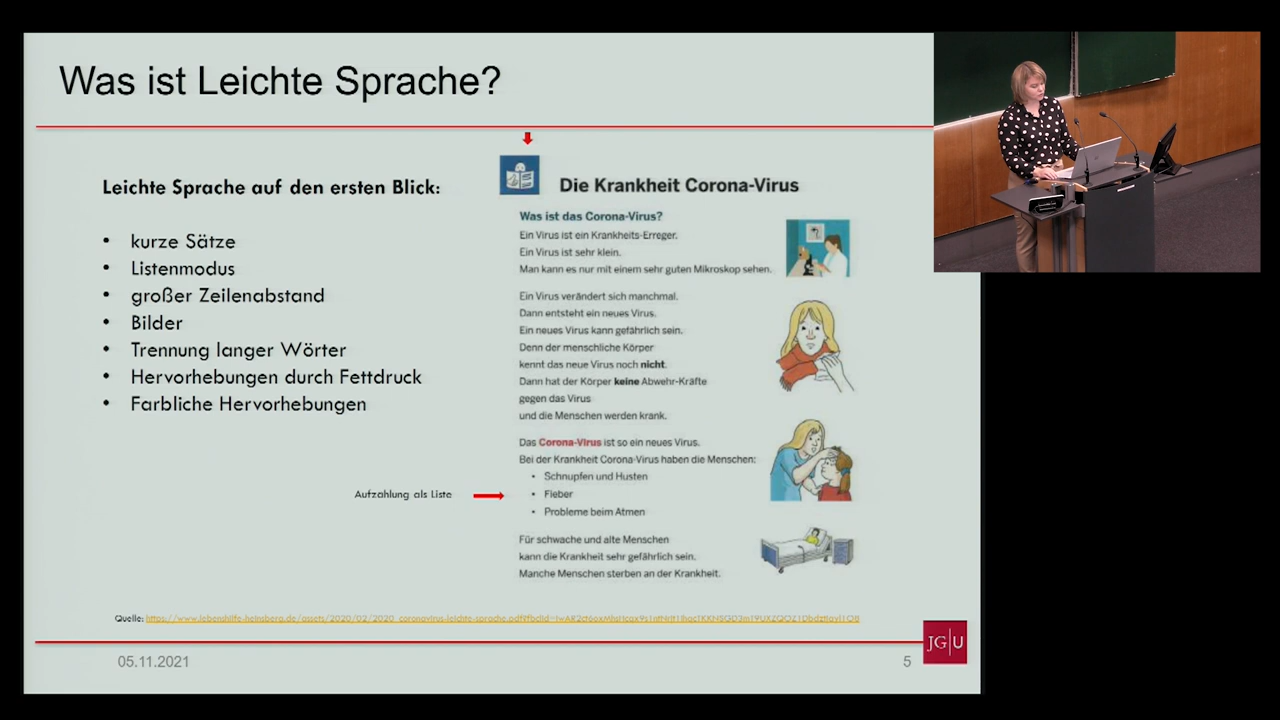 Was ist Leichte Sprache?
Leichte Sprache auf den ersten Blick:
• kurze Sätze
• Listenmodus
• großer Zeilenabstand
• Bilder
• Trennung langer Wörter
• Hervorhebungen durch Fettdruck
• Farbliche Hervorhebungen
Aufzählung als Liste
Die Krankheit Corona-Virus
Was ist das Corona-Virus?
Ein Virus ist ein Krankheits-Erreger.
Ein Virus ist sehr klein.
Man kann es nur mit einem sehr guten Mikroskop sehen.
Ein Virus verändert sich manchmal.
Dann entsteht ein neues Virus.
Ein neues Virus kann gefährlich sein.
Denn der menschliche Körper
kennt das neue Virus noch nicht.
Dann hat der Körper keine Abwehr-Kräfte
gegen das Virus
und die Menschen werden krank.
Das Corona-Virus ist so ein neues Virus.
Bei der Krankheit Corona-Virus haben die Menschen:
• Schnupfen und Husten
• Fieber
• Probleme beim Atmen
Für schwache und alte Menschen
kann die Krankheit sehr gefährlich sein.
Manche Menschen sterben an der Krankheit.
Quelle:
05.11.2021
5
JG|U